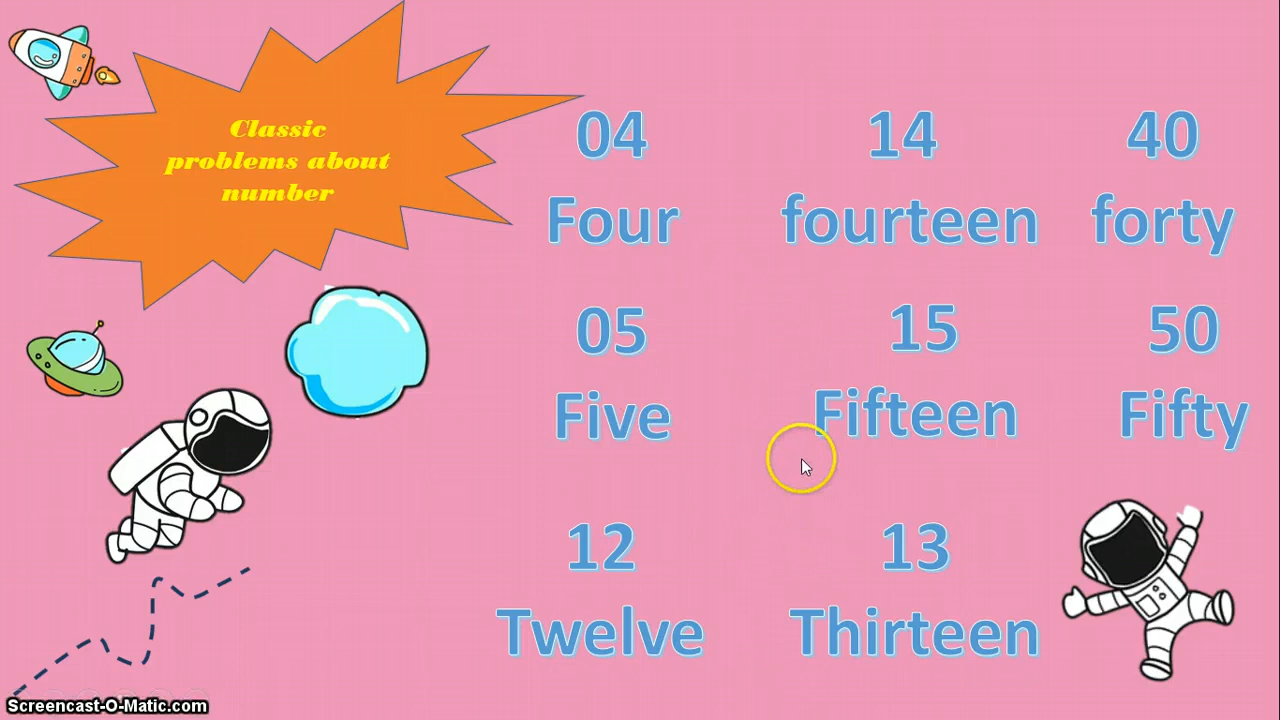 Classic
problems about
number
04 14 40
Four fourteen forty
05 15 50
Five Fifteen Fifty
12 13
Twelve Thirteen
Screencast-O-Matic.com